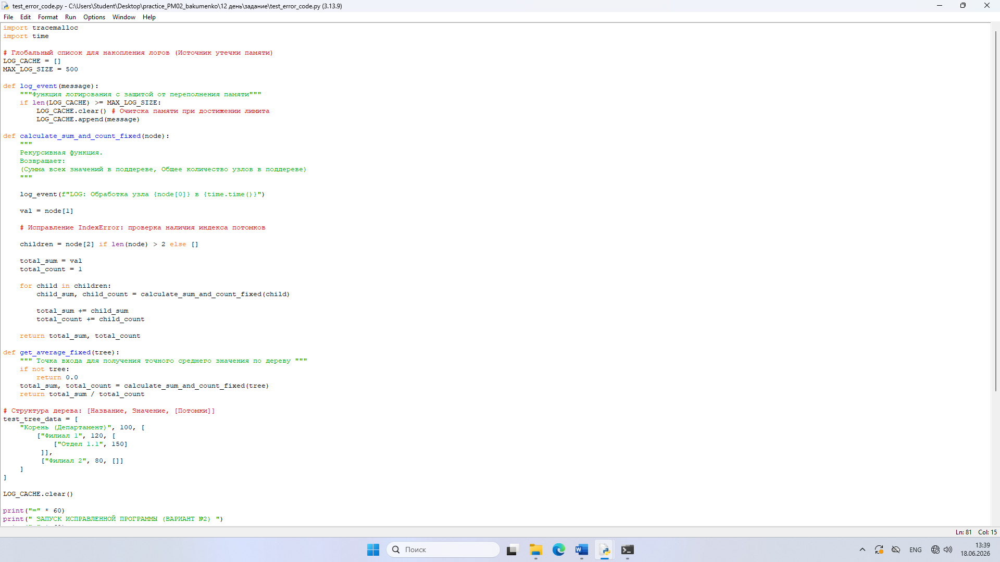 test_error_code.py - C:\Users\Student\Desktop\practice_PM02_bakumenko\12 день\задание\test_error_code.py (3.13.9)
File Edit Format Run Options Window Help
import tracemalloc
import time
# Глобальный список для накопления логов (Источник утечки памяти)
LOG_CACHE = []
MAX_LOG_SIZE = 500
def log_event(message):
    """Функция логирования с защитой от переполнения памяти"""
    if len(LOG_CACHE) >= MAX_LOG_SIZE:
        LOG_CACHE.clear() # Очитска памяти при достижении лимита
        LOG_CACHE.append(message)
def calculate_sum_and_count_fixed(node):
    """
    Рекурсивная функция.
    Возвращает:
    (Сумма всех значений в поддереве, Общее количество узлов в поддереве)
    """
    log_event(f"LOG: Обработка узла {node[0]} в {time.time()}")
    val = node[1]
    # Исправление IndexError: проверка наличия индекса потомков
    children = node[2] if len(node) > 2 else []
    total_sum = val
    total_count = 1
    for child in children:
        child_sum, child_count = calculate_sum_and_count_fixed(child)
        total_sum += child_sum
        total_count += child_count
    return total_sum, total_count
def get_average_fixed(tree):
    """ Точка входа для получения точного среднего значения по дереву """
    if not tree:
        return 0.0
    total_sum, total_count = calculate_sum_and_count_fixed(tree)
    return total_sum / total_count
# Структура дерева: [Название, Значение, [Потомки]]
test_tree_data = [
    "Корень (Департамент)", 100, [
        ["Филиал 1", 120, [
            ["Отдел 1.1", 150]
         ]],
         ["Филиал 2", 80, []]
    ]
]
LOG_CACHE.clear()
print("=" * 60)
print(" ЗАПУСК ИСПРАВЛЕННОЙ ПРОГРАММЫ (ВАРИАНТ №2) ")
Ln: 81 Col: 15
Поиск
ENG
13:39
18.06.2026